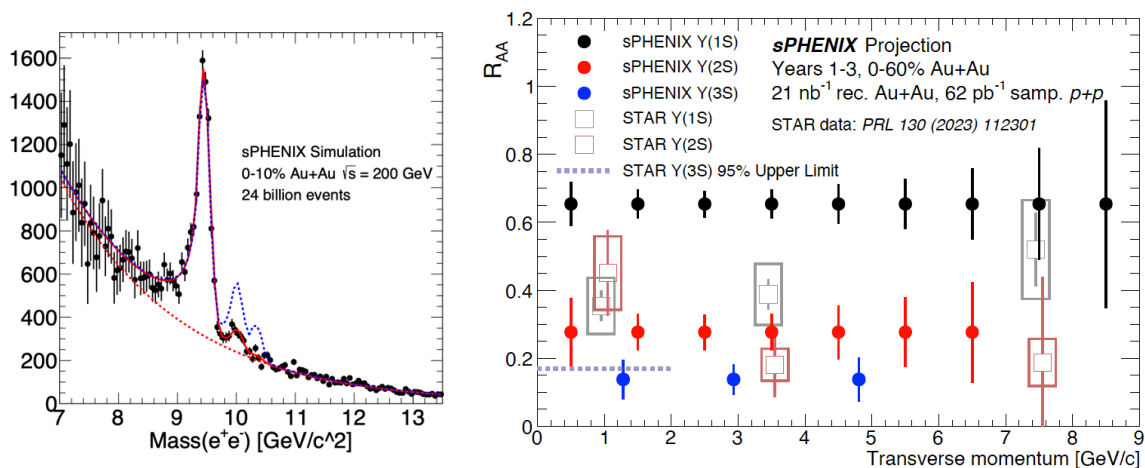 1600
1400
1200
1000
800
600
400
200
0
7 8 9 10 11 12 13
Mass(e⁺e⁻) [GeV/c^2]
sPHENIX Simulation
0-10% Au+Au √s = 200 GeV
24 billion events
1.2
1
0.8
0.6
0.4
0.2
0
R_AA
0 1 2 3 4 5 6 7 8 9
Transverse momentum [GeV/c]
sPHENIX Υ(1S)
sPHENIX Υ(2S)
sPHENIX Υ(3S)
STAR Υ(1S)
STAR Υ(2S)
STAR Υ(3S) 95% Upper Limit
sPHENIX Projection
Years 1-3, 0-60% Au+Au
21 nb⁻¹ rec. Au+Au, 62 pb⁻¹ samp. p+p
STAR data: PRL 130 (2023) 112301